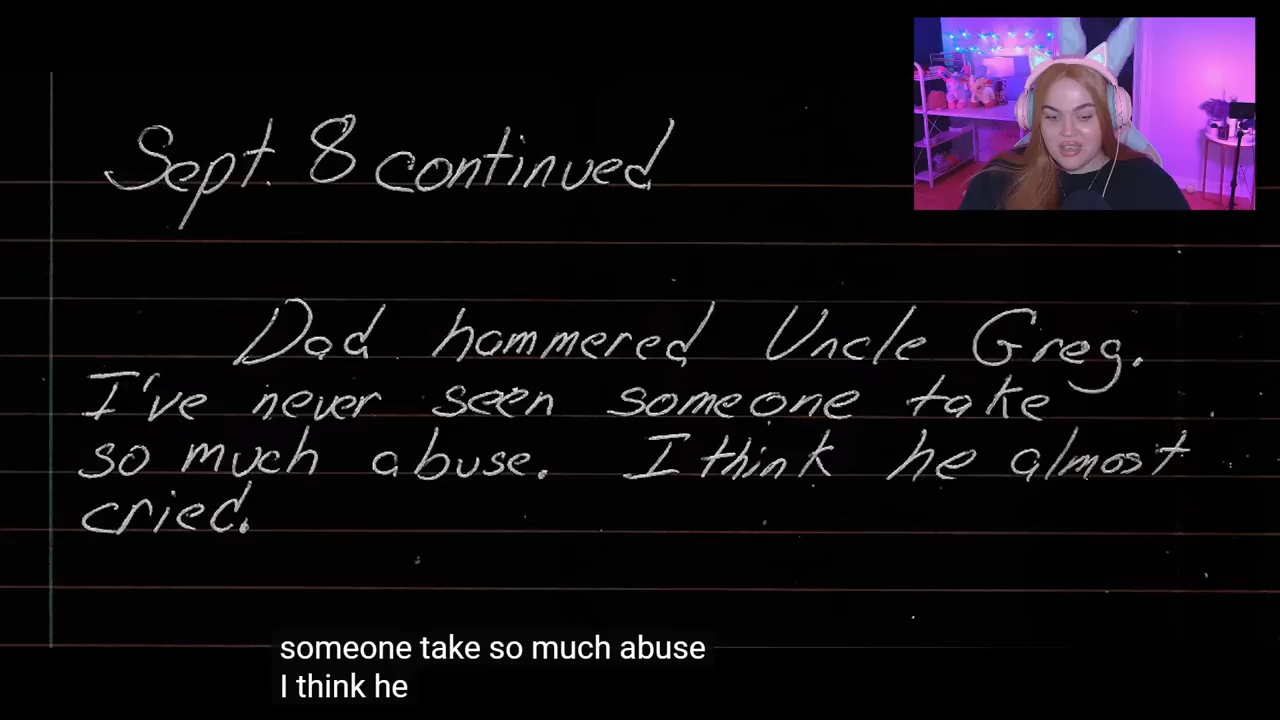 Sept. 8 continued
Dad hammered Uncle Greg.
I've never seen someone take
so much abuse. I think he almost
cried.
someone take so much abuse
I think he